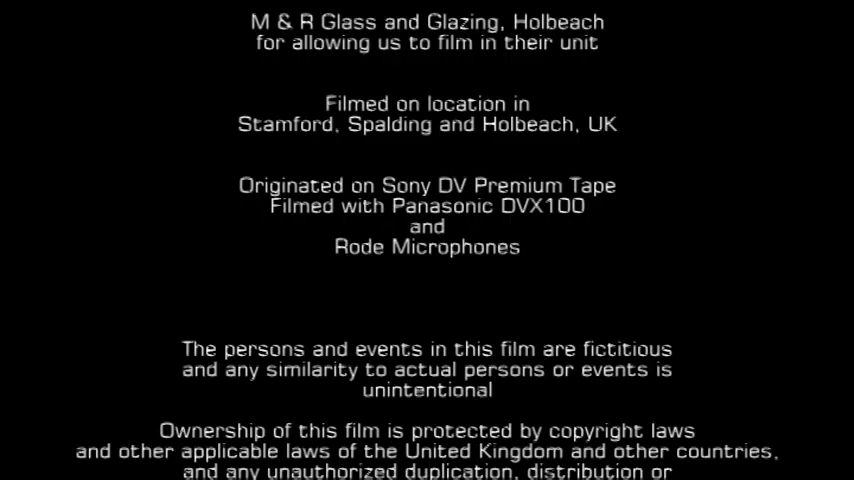 M & R Glass and Glazing, Holbeach
for allowing us to film in their unit
Filmed on location in
Stamford, Spalding and Holbeach, UK
Originated on Sony DV Premium Tape
Filmed with Panasonic DVX100
and
Rode Microphones
The persons and events in this film are fictitious
and any similarity to actual persons or events is
unintentional
Ownership of this film is protected by copyright laws
and other applicable laws of the United Kingdom and other countries,
and any unauthorized duplication, distribution or